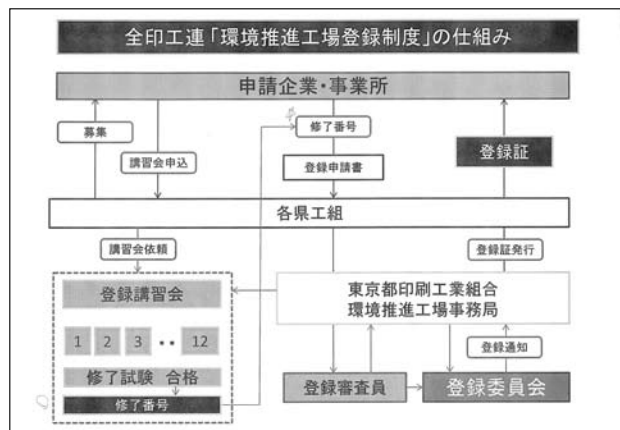 全印工連「環境推進工場登録制度」の仕組み
申請企業・事業所
募集
講習会申込
修了番号
登録申請書
登録証
各県工組
講習会依頼
登録証発行
登録講習会
1 2 3 ・・ 12
修了試験 合格
修了番号
東京都印刷工業組合
環境推進工場事務局
登録通知
登録審査員
登録委員会